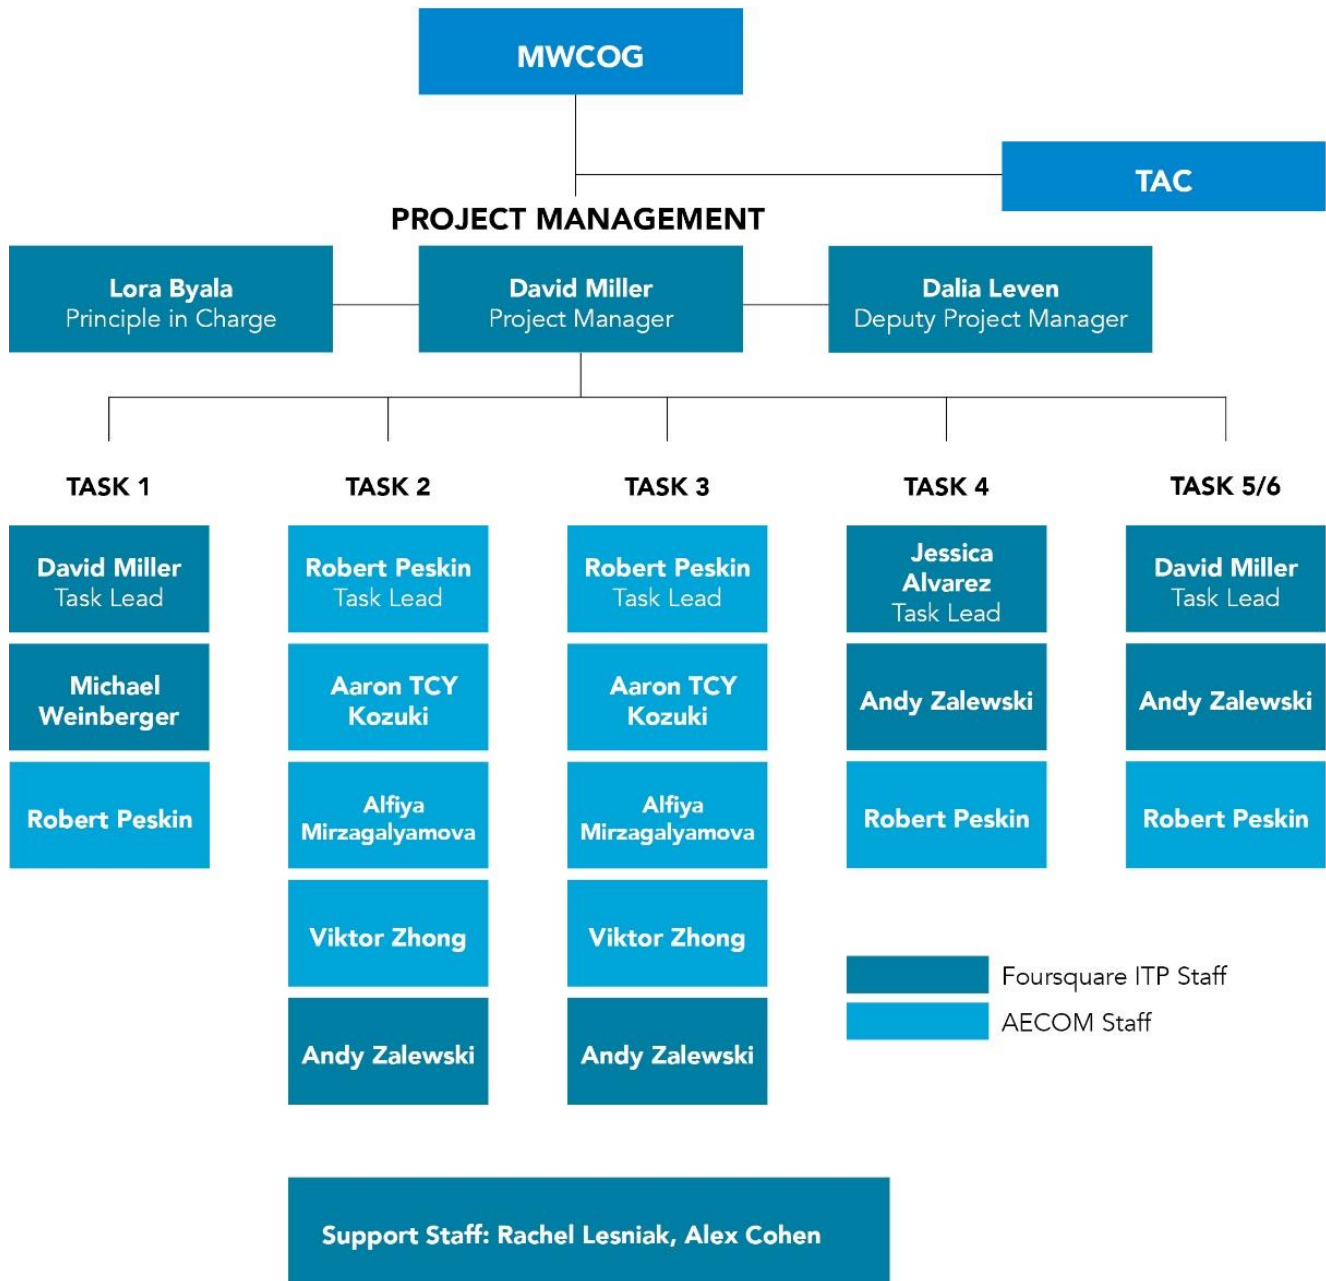 MWCOG
TAC
PROJECT MANAGEMENT
Lora Byala
Principle in Charge
David Miller
Project Manager
Dalia Leven
Deputy Project Manager
TASK 1
David Miller
Task Lead
Michael
Weinberger
Robert Peskin
TASK 2
Robert Peskin
Task Lead
Aaron TCY
Kozuki
Alfiya
Mirzagalyamova
Viktor Zhong
Andy Zalewski
TASK 3
Robert Peskin
Task Lead
Aaron TCY
Kozuki
Alfiya
Mirzagalyamova
Viktor Zhong
Andy Zalewski
TASK 4
Jessica
Alvarez
Task Lead
Andy Zalewski
Robert Peskin
TASK 5/6
David Miller
Task Lead
Andy Zalewski
Robert Peskin
Foursquare ITP Staff
AECOM Staff
Support Staff: Rachel Lesniak, Alex Cohen